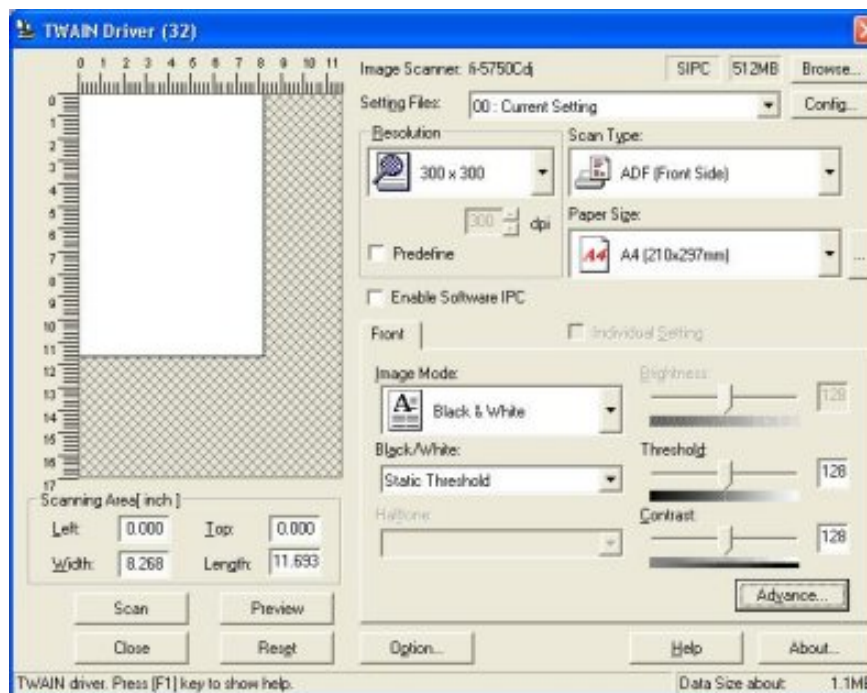 TWAIN Driver (32)
0 1 2 3 4 5 6 7 8 9 10 11
Image Scanner: fi-5750Cdj
SIPC
512MB
Browse...
Setting Files:
00 : Current Setting
Config...
Resolution
Scan Type:
300 x 300
ADF (Front Side)
300 dpi
Paper Size:
Predefine
A4
A4 (210x297mm)
...
Enable Software IPC
Front
Individual Setting
Image Mode:
Brightness:
Black & White
128
Black/White:
Threshold:
Static Threshold
128
Halftone:
Contrast:
128
Advance...
0
1
2
3
4
5
6
7
8
9
10
11
12
13
14
15
16
17
Scanning Area[ inch ]
Left: 0.000 Top: 0.000
Width: 8.268 Length: 11.693
Scan Preview
Close Reset
Option... Help About...
TWAIN driver. Press [F1] key to show help.
Data Size about: 1.1M